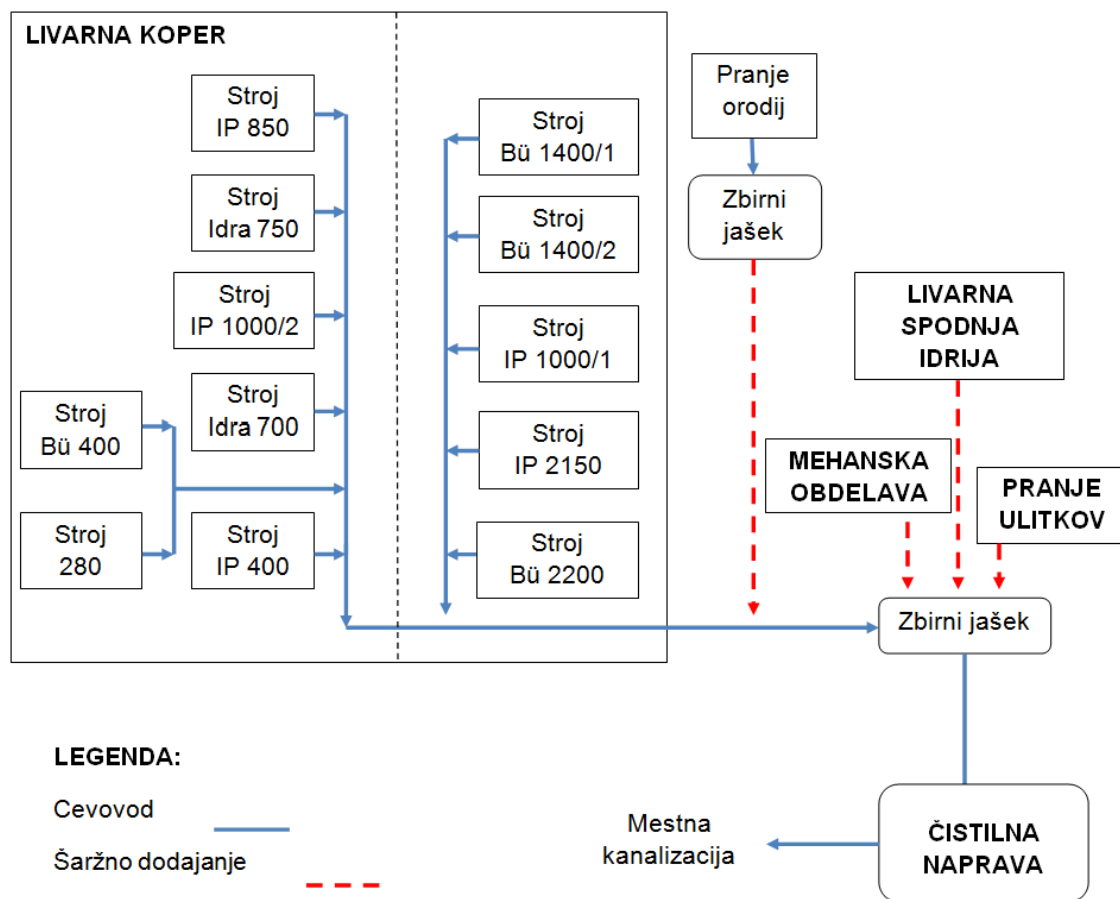 LIVARNA KOPER
Stroj
IP 850
Stroj
Idra 750
Stroj
IP 1000/2
Stroj
Idra 700
Stroj
Bü 400
Stroj
280
Stroj
IP 400
Stroj
Bü 1400/1
Stroj
Bü 1400/2
Stroj
IP 1000/1
Stroj
IP 2150
Stroj
Bü 2200
Pranje
orodij
Zbirni
jašek
LIVARNA
SPODNJA
IDRIJA
MEHANSKA
OBDELAVA
PRANJE
ULITKOV
Zbirni jašek
ČISTILNA
NAPRAVA
Mestna
kanalizacija
LEGENDA:
Cevovod
Šaržno dodajanje